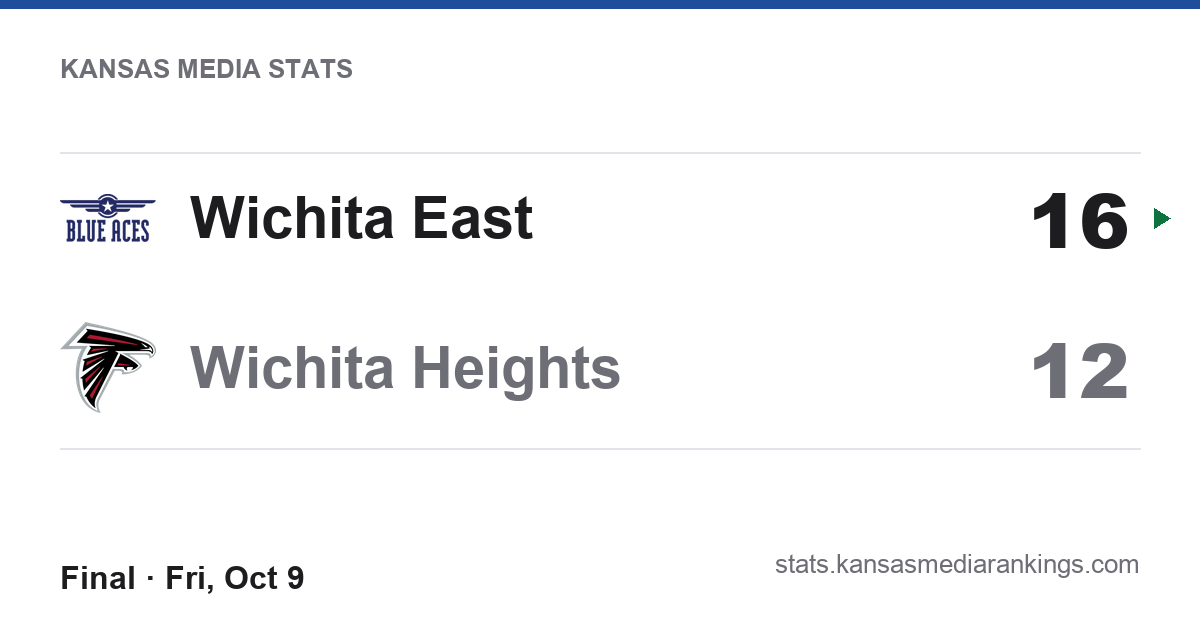 KANSAS MEDIA STATS
BLUE ACES
Wichita East 16
Wichita Heights 12
Final · Fri, Oct 9
stats.kansasmediarankings.com